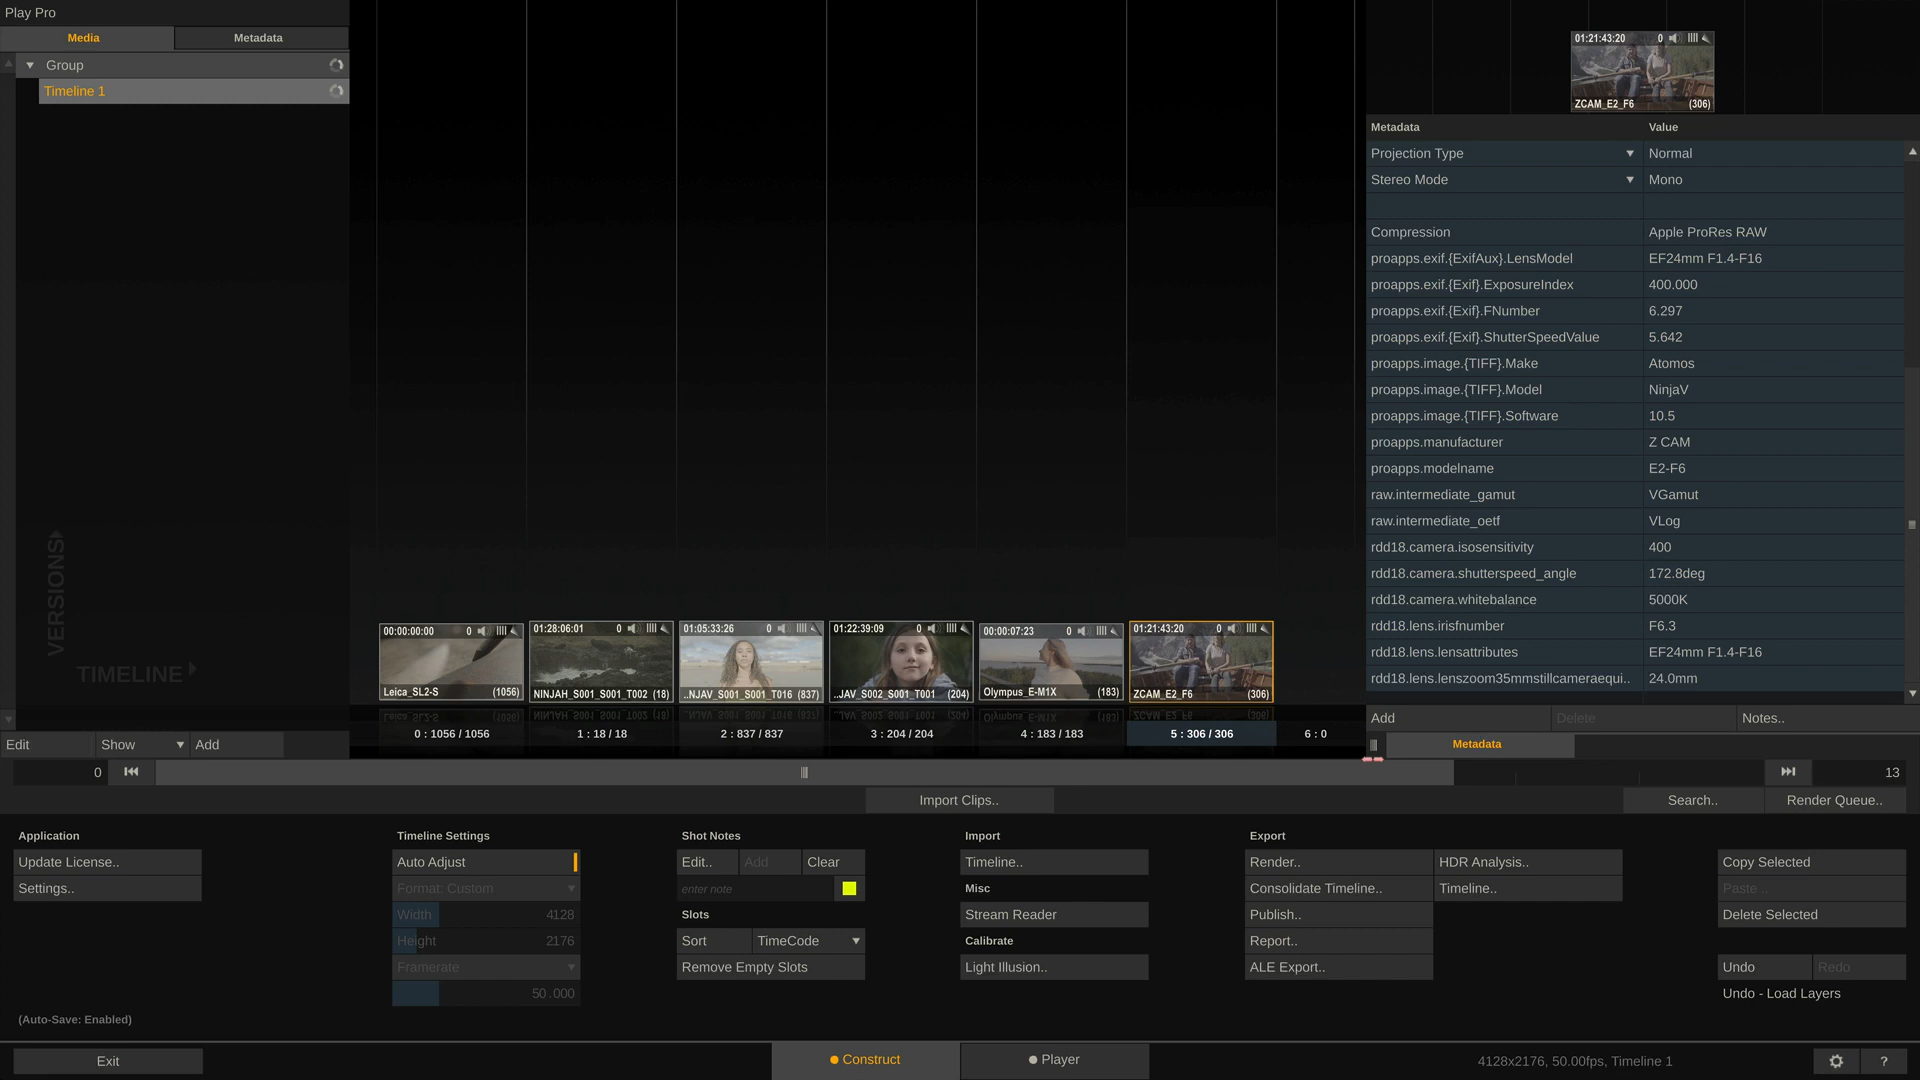 Play Pro
Media
Metadata
Group
Timeline 1
VERSIONS
TIMELINE
Edit
Show
Add
00:00:00:00 0
Leica_SL2-S (1056)
01:28:06:01 0
NINJAH_S001_S001_T002 (18)
01:05:33:26 0
..NJAV_S001_S001_T016 (837)
01:22:39:09 0
..JAV_S002_S001_T001 (204)
00:00:07:23 0
Olympus_E-M1X (183)
01:21:43:20 0
ZCAM_E2_F6 (306)
0 : 1056 / 1056
1 : 18 / 18
2 : 837 / 837
3 : 204 / 204
4 : 183 / 183
5 : 306 / 306
6 : 0
01:21:43:20 0
ZCAM_E2_F6 (306)
Metadata Value
Projection Type Normal
Stereo Mode Mono
Compression Apple ProRes RAW
proapps.exif.{ExifAux}.LensModel EF24mm F1.4-F16
proapps.exif.{Exif}.ExposureIndex 400.000
proapps.exif.{Exif}.FNumber 6.297
proapps.exif.{Exif}.ShutterSpeedValue 5.642
proapps.image.{TIFF}.Make Atomos
proapps.image.{TIFF}.Model NinjaV
proapps.image.{TIFF}.Software 10.5
proapps.manufacturer Z CAM
proapps.modelname E2-F6
raw.intermediate_gamut VGamut
raw.intermediate_oetf VLog
rdd18.camera.isosensitivity 400
rdd18.camera.shutterspeed_angle 172.8deg
rdd18.camera.whitebalance 5000K
rdd18.lens.irisfnumber F6.3
rdd18.lens.lensattributes EF24mm F1.4-F16
rdd18.lens.lenszoom35mmstillcameraequi.. 24.0mm
Add Delete Notes..
Metadata
0
13
Import Clips..
Search..
Render Queue..
Application
Update License..
Settings..
(Auto-Save: Enabled)
Timeline Settings
Auto Adjust
Format: Custom
Width 4128
Height 2176
Framerate
50.000
Shot Notes
Edit.. Add Clear
enter note
Slots
Sort TimeCode
Remove Empty Slots
Import
Timeline..
Misc
Stream Reader
Calibrate
Light Illusion..
Export
Render.. HDR Analysis..
Consolidate Timeline.. Timeline..
Publish..
Report..
ALE Export..
Copy Selected
Paste ..
Delete Selected
Undo Redo
Undo - Load Layers
Exit
Construct
Player
4128x2176, 50.00fps, Timeline 1
?